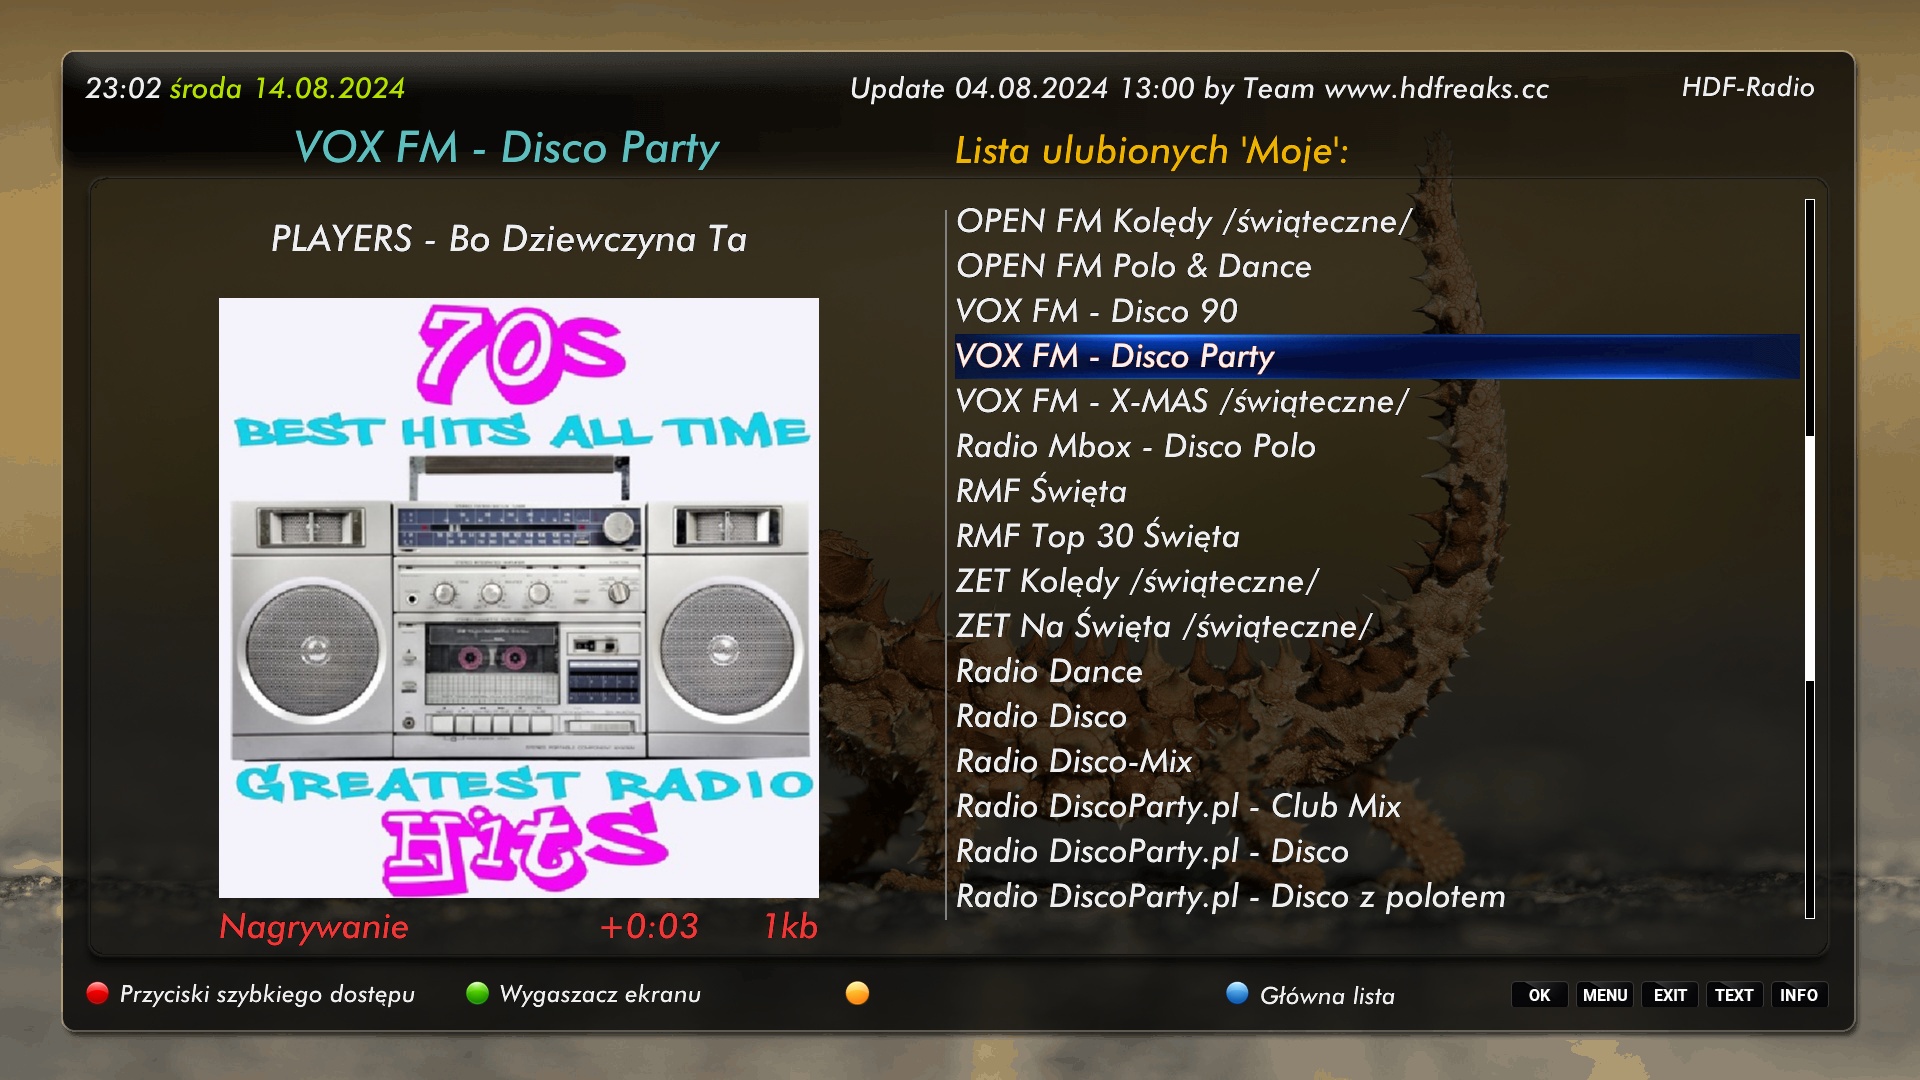 23:02 środa 14.08.2024
Update 04.08.2024 13:00 by Team www.hdfreaks.cc
HDF-Radio
VOX FM - Disco Party
Lista ulubionych 'Moje':
PLAYERS - Bo Dziewczyna Ta
70s
BEST HITS ALL TIME
GREATEST RADIO
Hits
Nagrywanie +0:03 1kb
OPEN FM Kolędy /świąteczne/
OPEN FM Polo & Dance
VOX FM - Disco 90
VOX FM - Disco Party
VOX FM - X-MAS /świąteczne/
Radio Mbox - Disco Polo
RMF Święta
RMF Top 30 Święta
ZET Kolędy /świąteczne/
ZET Na Święta /świąteczne/
Radio Dance
Radio Disco
Radio Disco-Mix
Radio DiscoParty.pl - Club Mix
Radio DiscoParty.pl - Disco
Radio DiscoParty.pl - Disco z polotem
Przyciski szybkiego dostępu
Wygaszacz ekranu
Główna lista
OK MENU EXIT TEXT INFO